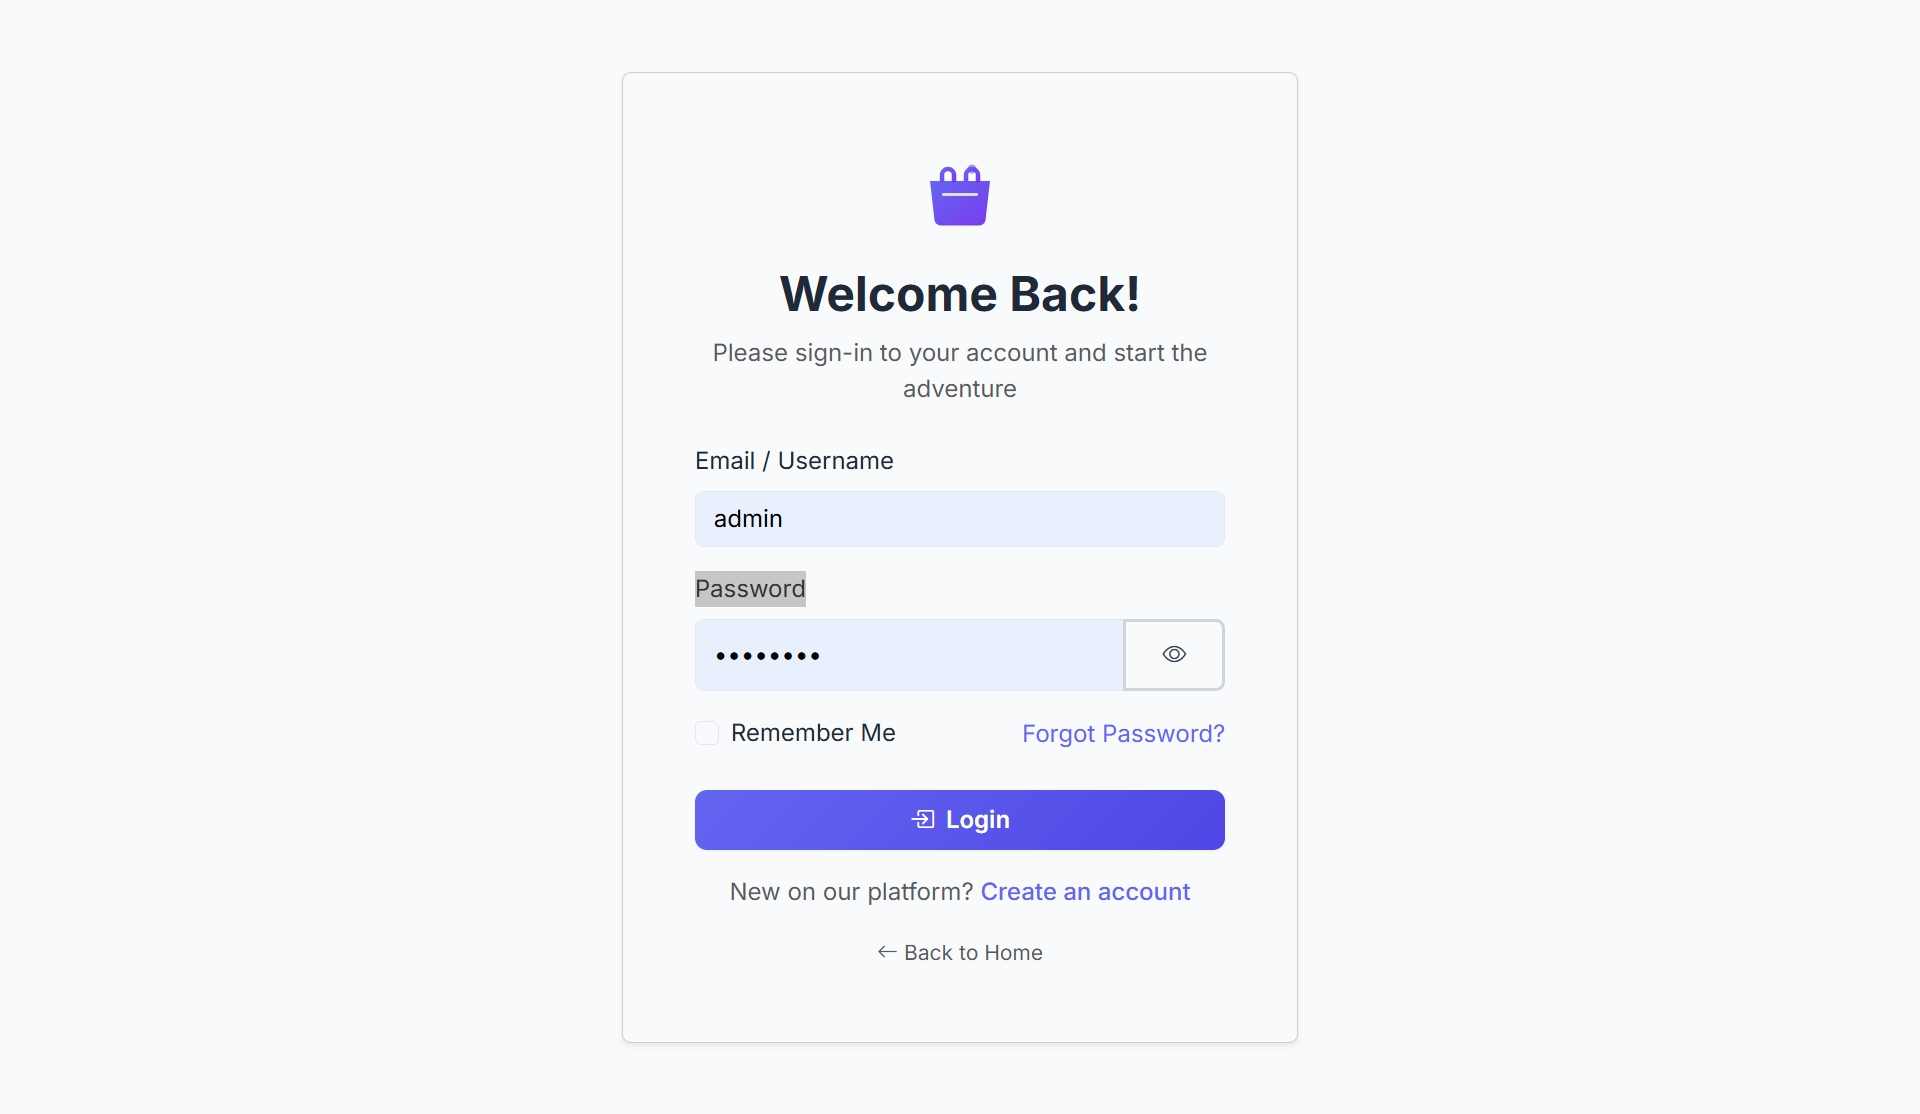 Welcome Back!
Please sign-in to your account and start the
adventure
Email / Username
admin
Password
••••••••
Remember Me
Forgot Password?
Login
New on our platform? Create an account
← Back to Home